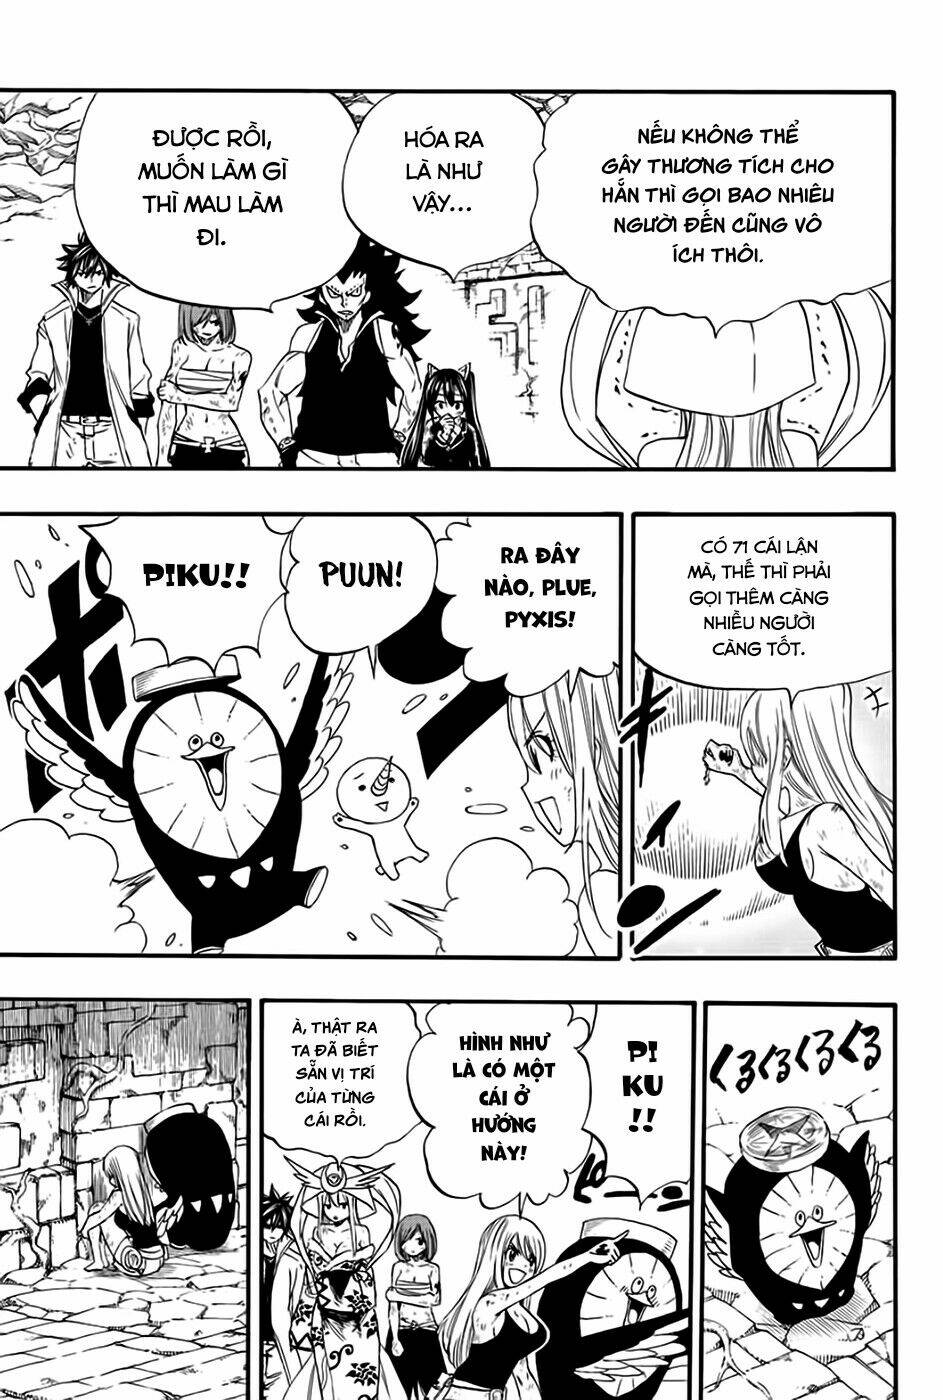 NẾU KHÔNG THỂ
GÂY THƯƠNG TÍCH CHO
HẮN THÌ GỌI BAO NHIÊU
NGƯỜI ĐẾN CŨNG VÔ
ÍCH THÔI.
HÓA RA
LÀ NHƯ
VẬY...
ĐƯỢC RỒI,
MUỐN LÀM GÌ
THÌ MAU LÀM
ĐI.
CÓ 71 CÁI LẬN
MÀ, THẾ THÌ PHẢI
GỌI THÊM CÀNG
NHIỀU NGƯỜI
CÀNG TỐT.
RA ĐÂY
NÀO, PLUE,
PYXIS!
PUUN!
PIKU!!
くるくるくるくる
PI
KU
!!
HÌNH NHƯ
LÀ CÓ MỘT
CÁI Ở
HƯỚNG
NÀY!
À, THẬT RA
TA ĐÃ BIẾT
SẴN VỊ TRÍ
CỦA TỪNG
CÁI RỒI.